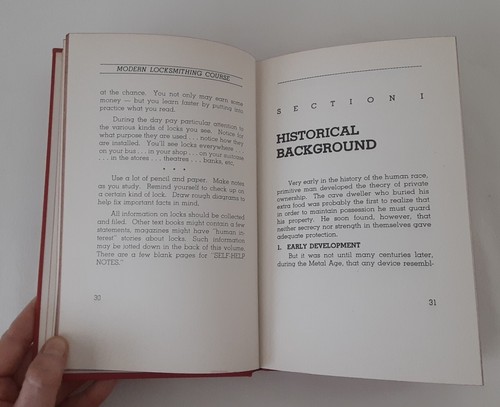 MODERN LOCKSMITHING COURSE
at the chance. You not only may earn some
money — but you learn faster by putting into
practice what you read.
During the day pay particular attention to
the various kinds of locks you see. Notice for
what purpose they are used . . . notice how they
are installed. You'll see locks everywhere . . .
on your bus . . . in your shop . . . on your suitcase
. . . in the stores . . . theatres . . . banks, etc.
• • •
Use a lot of pencil and paper. Make notes
as you study. Remind yourself to check up on
a certain kind of lock. Draw rough diagrams to
help fix important facts in mind.
All information on locks should be collected
and filed. Other text books might contain a few
statements, magazines might have "human in-
terest" stories about locks. Such information
may be jotted down in the back of this volume.
There are a few blank pages for "SELF-HELP
NOTES."
30
SECTION 1
HISTORICAL
BACKGROUND
Very early in the history of the human race,
primitive man developed the theory of private
ownership. The cave dweller who buried his
extra food was probably the first to realize that
in order to maintain possession he must guard
his property. He soon found, however, that
neither secrecy nor strength in themselves gave
adequate protection.
1. EARLY DEVELOPMENT
But it was not until many centuries later,
during the Metal Age, that any device resembl-
31